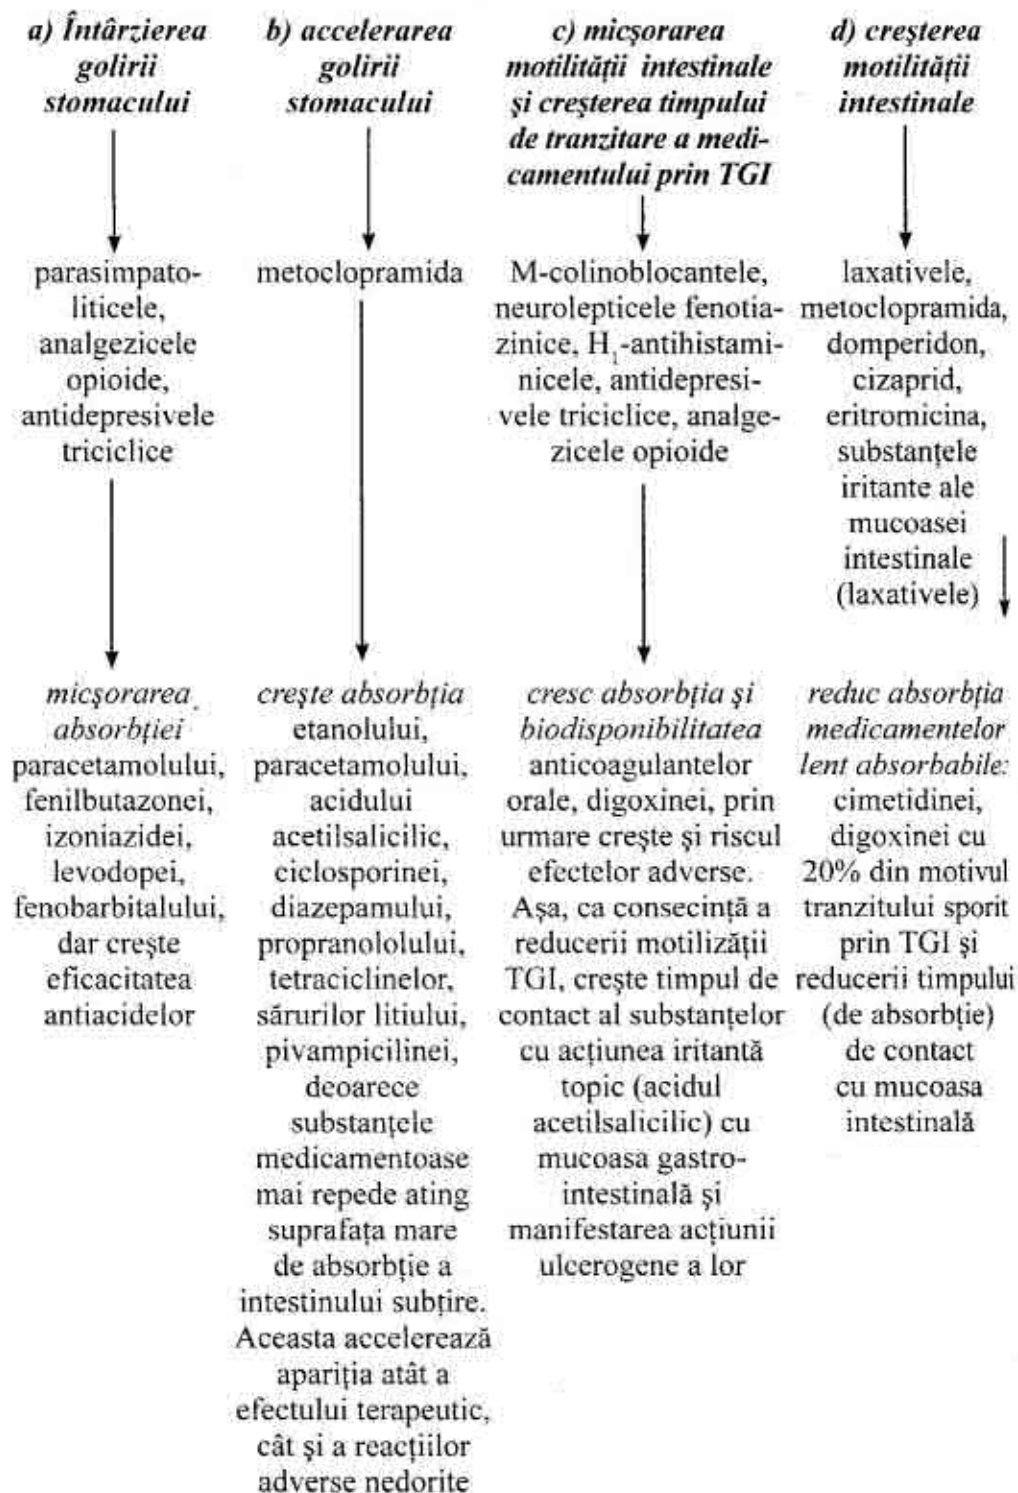 a) Întârzierea
golirii
stomacului
parasimpato-
liticele,
analgezicele
opioide,
antidepresivele
triciclice
micşorarea
absorbţiei
paracetamolului,
fenilbutazonei,
izoniazidei,
levodopei,
fenobarbitalului,
dar creşte
eficacitatea
antiacidelor
b) accelerarea
golirii
stomacului
metoclopramida
creşte absorbţia
etanolului,
paracetamolului,
acidului
acetilsalicilic,
ciclosporinei,
diazepamului,
propranololului,
tetraciclinelor,
sărurilor litiului,
pivampicilinei,
deoarece
substanţele
medicamentoase
mai repede ating
suprafaţa mare
de absorbţie a
intestinului subţire.
Aceasta accelerează
apariţia atât a
efectului terapeutic,
cât şi a reacţiilor
adverse nedorite
c) micşorarea
motilităţii intestinale
şi creşterea timpului
de tranzitare a medi-
camentului prin TGI
M-colinoblocantele,
neurolepticele fenotia-
zinice, H₁-antihistami-
nicele, antidepresi-
vele triciclice, analge-
zicele opioide
cresc absorbţia şi
biodisponibilitatea
anticoagulantelor
orale, digoxinei, prin
urmare creşte şi riscul
efectelor adverse.
Aşa, ca consecinţă a
reducerii motilizăţii
TGI, creşte timpul de
contact al substanţelor
cu acţiunea iritantă
topic (acidul
acetilsalicilic) cu
mucoasa gastro-
intestinală şi
manifestarea acţiunii
ulcerogene a lor
d) creşterea
motilităţii
intestinale
laxativele,
metoclopramida,
domperidon,
cizaprid,
eritromicina,
substanţele
iritante ale
mucoasei
intestinale
(laxativele)
reduc absorbţia
medicamentelor
lent absorbabile:
cimetidinei,
digoxinei cu
20% din motivul
tranzitului sporit
prin TGI şi
reducerii timpului
(de absorbţie)
de contact
cu mucoasa
intestinală